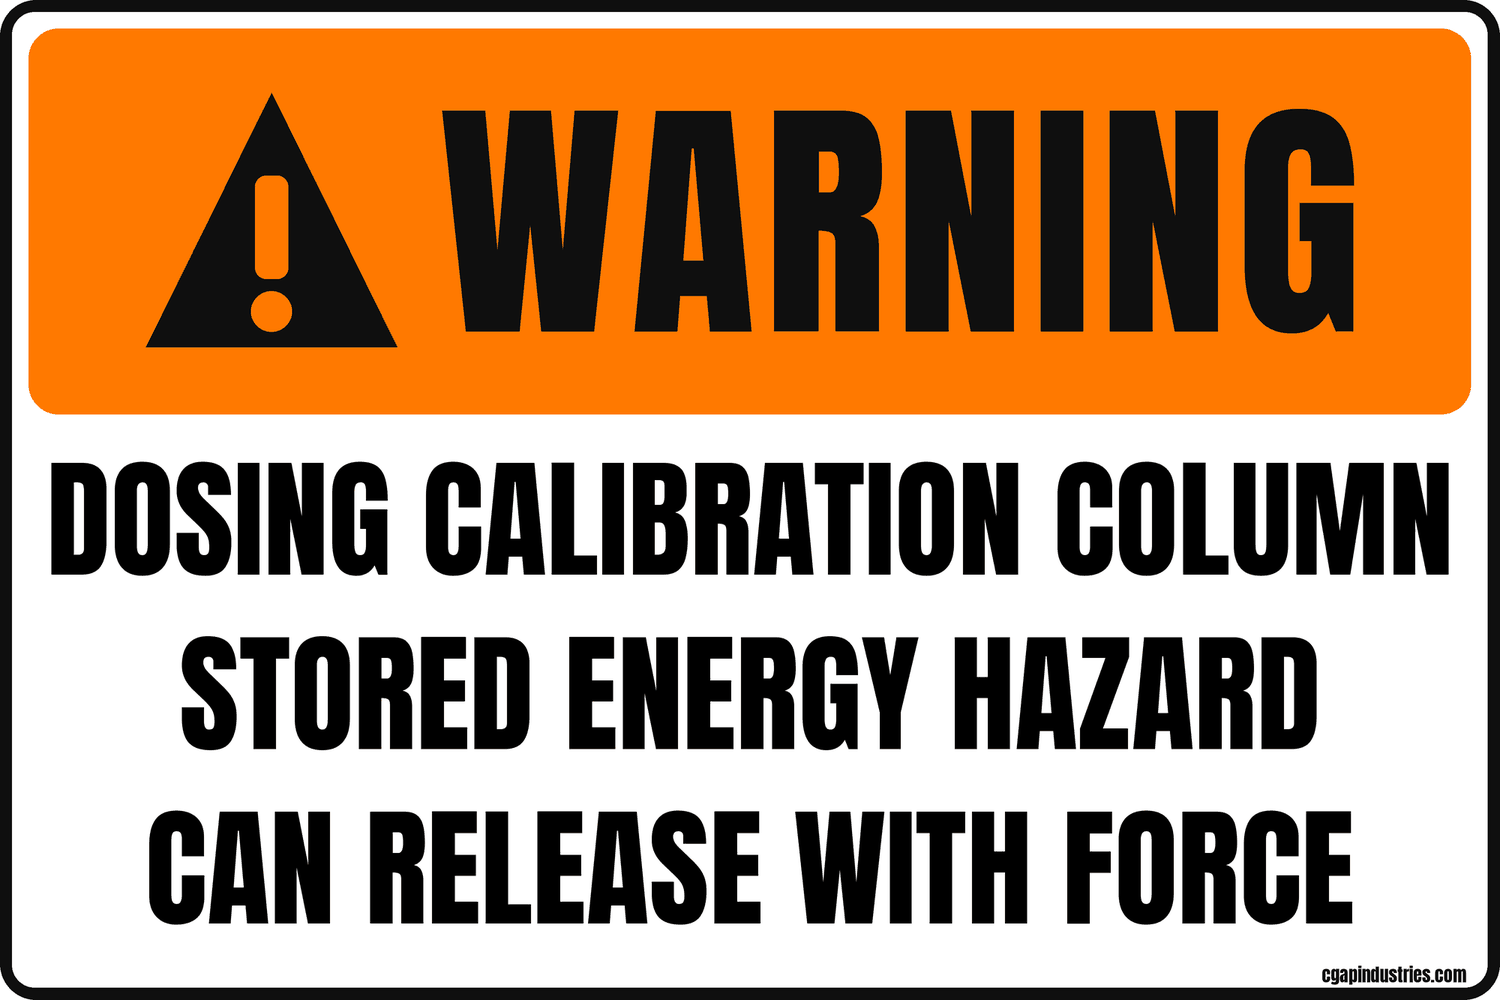 WARNING
DOSING CALIBRATION COLUMN
STORED ENERGY HAZARD
CAN RELEASE WITH FORCE
cgapindustries.com